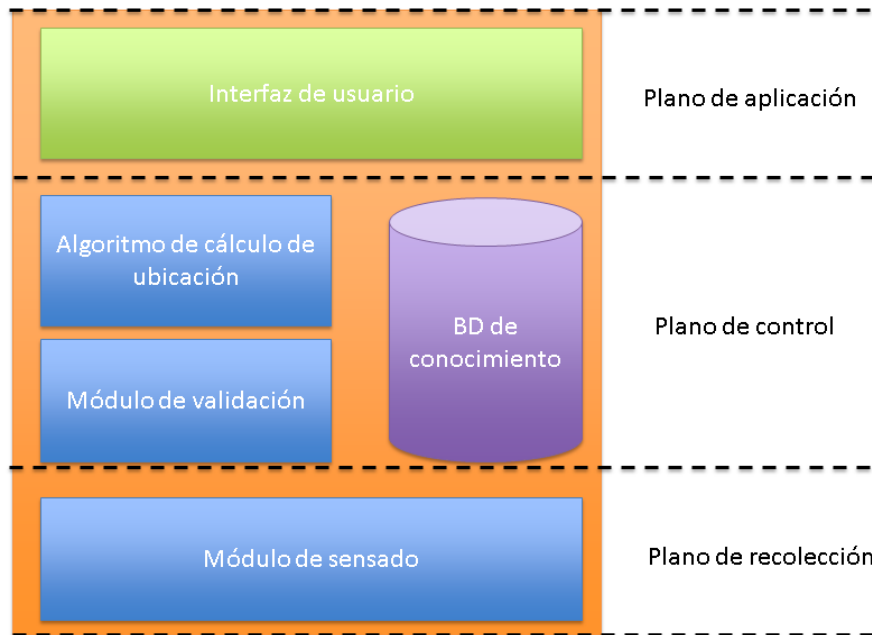 Interfaz de usuario
Plano de aplicación
Algoritmo de cálculo de
ubicación
BD de
conocimiento
Plano de control
Módulo de validación
Módulo de sensado
Plano de recolección